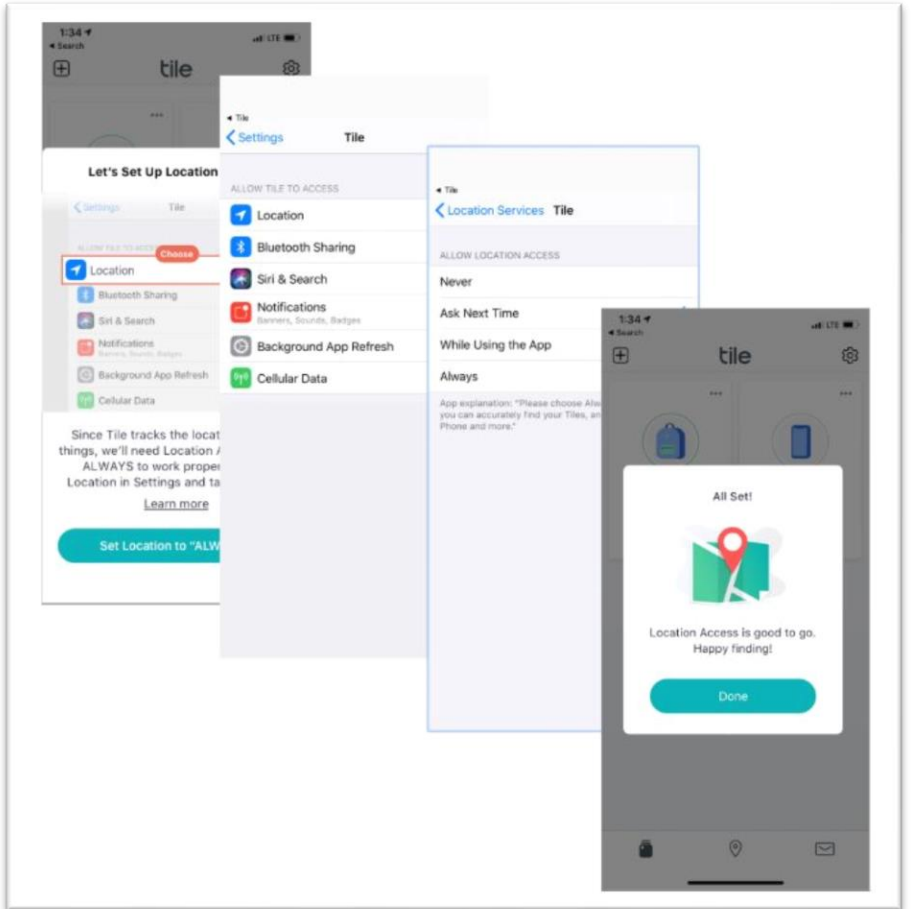 1:34
LTE
Search
tile
Let's Set Up Location
Settings Tile
ALLOW TILE TO ACCESS
Choose
Location
Bluetooth Sharing
Siri & Search
Notifications
Banners, Sounds, Badges
Background App Refresh
Cellular Data
Since Tile tracks the locat
things, we'll need Location A
ALWAYS to work proper
Location in Settings and ta
Learn more
Set Location to "ALW
Tile
Settings Tile
ALLOW TILE TO ACCESS
Location
Bluetooth Sharing
Siri & Search
Notifications
Banners, Sounds, Badges
Background App Refresh
Cellular Data
Tile
Location Services Tile
ALLOW LOCATION ACCESS
Never
Ask Next Time
While Using the App
Always
App explanation: "Please choose Alw
you can accurately find your Tiles, an
Phone and more."
1:34
LTE
Search
tile
All Set!
Location Access is good to go.
Happy finding!
Done